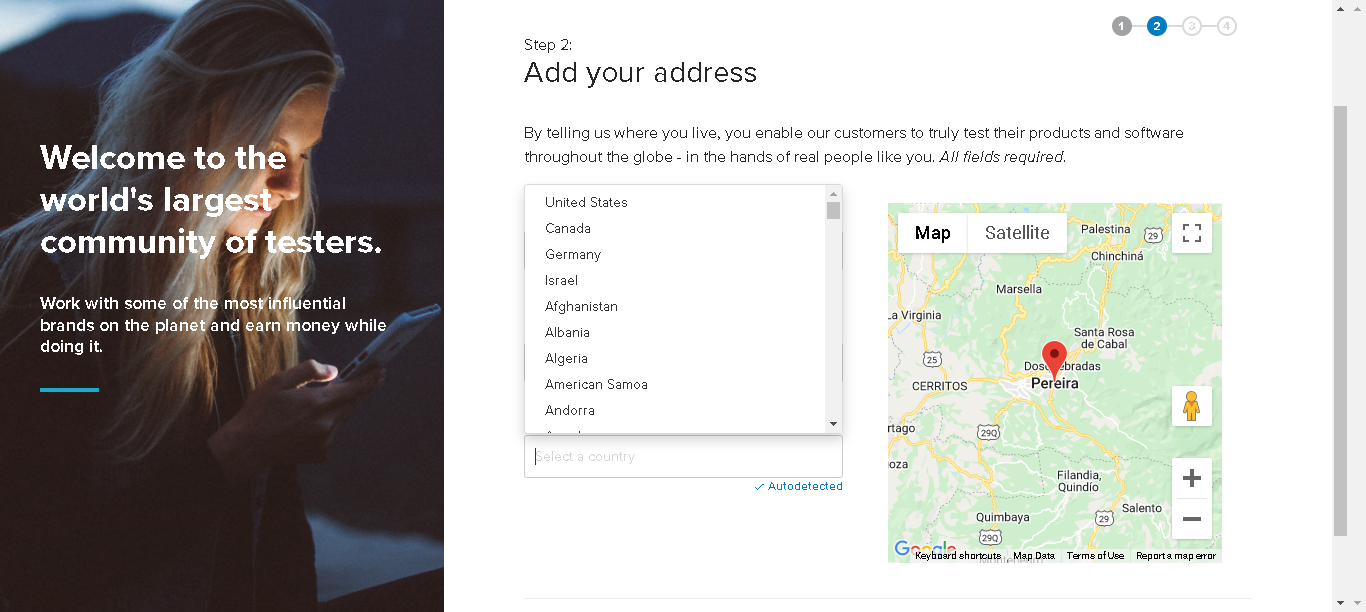 Welcome to the
world's largest
community of testers.
Work with some of the most influential
brands on the planet and earn money while
doing it.
1 2 3 4
Step 2:
Add your address
By telling us where you live, you enable our customers to truly test their products and software
throughout the globe - in the hands of real people like you. All fields required.
United States
Canada
Germany
Israel
Afghanistan
Albania
Algeria
American Samoa
Andorra
Select a country
Autodetected
Map
Satellite
Palestina
29
Chinchiná
Marsella
La Virginia
Santa Rosa
de Cabal
25
CERRITOS
Pereira
29Q
Filandia,
Quindío
Salento
Quimbaya
29
29Q
Google
Keyboard shortcuts
Map Data
Terms of Use
Report a map error